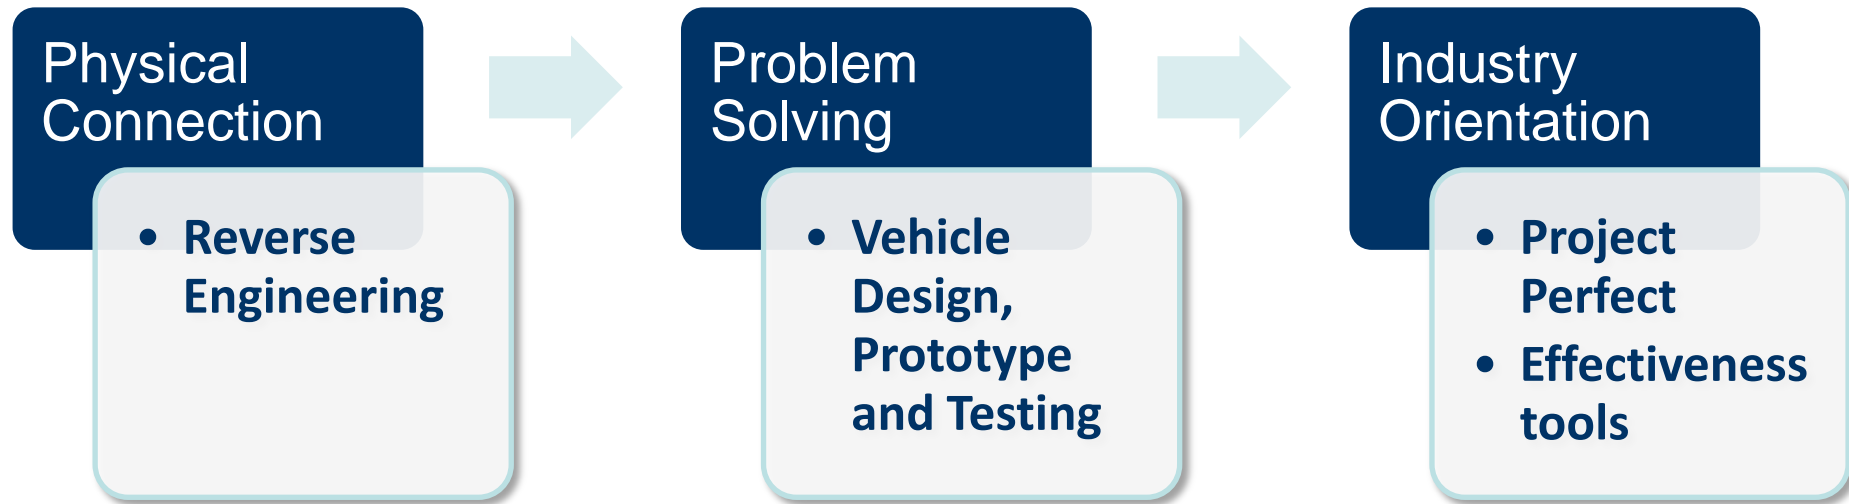 Physical
Connection
• Reverse
Engineering
Problem
Solving
• Vehicle
Design,
Prototype
and Testing
Industry
Orientation
• Project
Perfect
• Effectiveness
tools